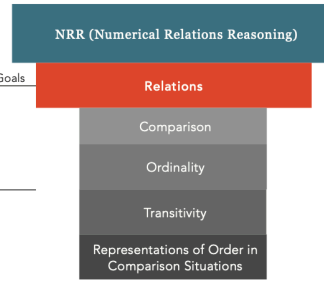 NRR (Numerical Relations Reasoning)
Goals
Relations
Comparison
Ordinality
Transitivity
Representations of Order in
Comparison Situations